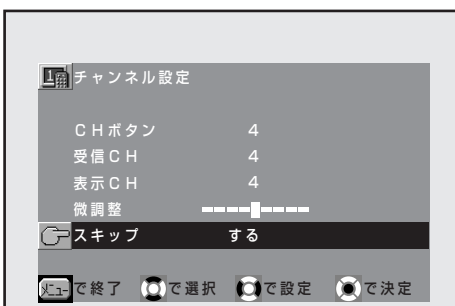 1 チャンネル設定
CHボタン 4
受信CH 4
表示CH 4
微調整
スキップ する
メニュー で終了 で選択 で設定 で決定